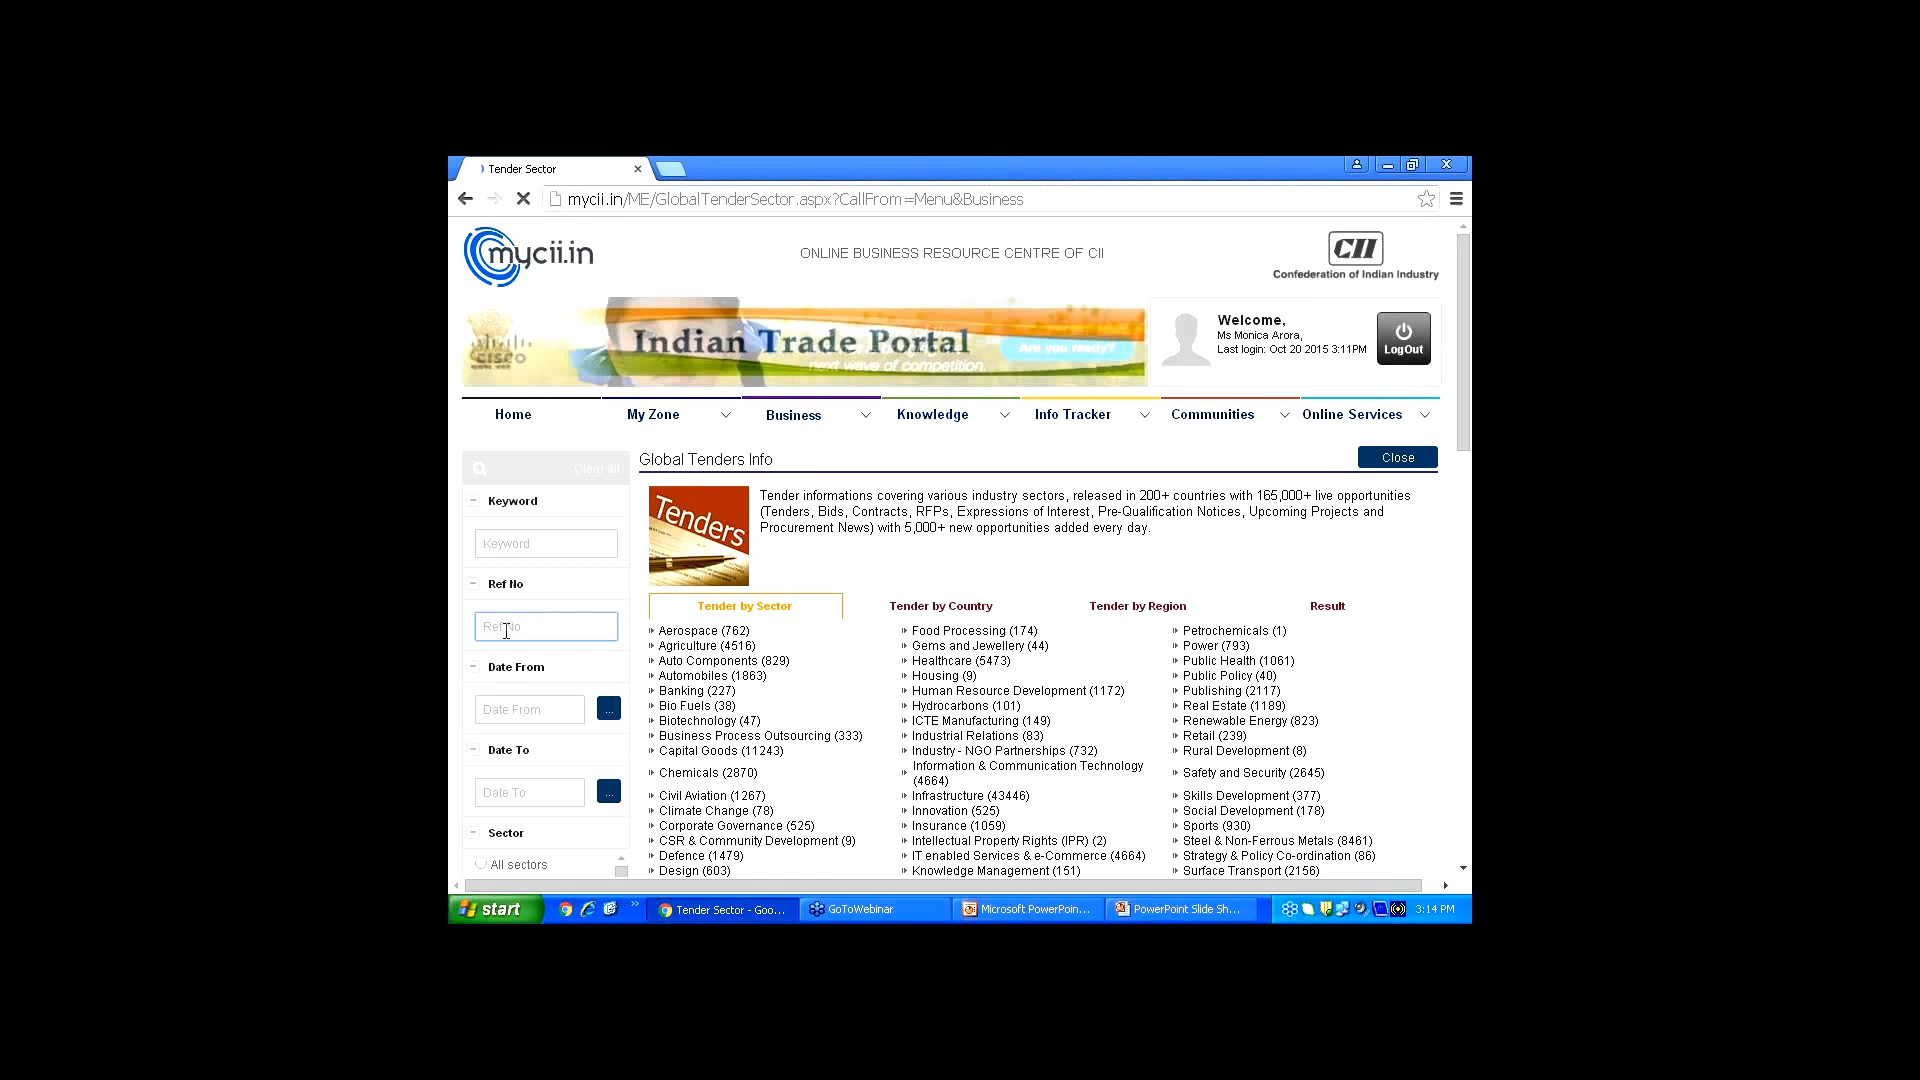 Tender Sector
mycii.in/ME/GlobalTenderSector.aspx?CallFrom=Menu&Business
mycii.in
ONLINE BUSINESS RESOURCE CENTRE OF CII
CII
Confederation of Indian Industry
CISCO
Indian Trade Portal
Are you ready?
next wave of competition.
Welcome,
Ms Monica Arora,
Last login: Oct 20 2015 3:11PM
LogOut
Home
My Zone
Business
Knowledge
Info Tracker
Communities
Online Services
Clear all
Global Tenders Info
Close
Keyword
Keyword
Ref No
Ref No
Date From
Date From
...
Date To
Date To
...
Sector
All sectors
Tenders
Tender informations covering various industry sectors, released in 200+ countries with 165,000+ live opportunities
(Tenders, Bids, Contracts, RFPs, Expressions of Interest, Pre-Qualification Notices, Upcoming Projects and
Procurement News) with 5,000+ new opportunities added every day.
Tender by Sector
Tender by Country
Tender by Region
Result
Aerospace (762)
Agriculture (4516)
Auto Components (829)
Automobiles (1863)
Banking (227)
Bio Fuels (38)
Biotechnology (47)
Business Process Outsourcing (333)
Capital Goods (11243)
Chemicals (2870)
Civil Aviation (1267)
Climate Change (78)
Corporate Governance (525)
CSR & Community Development (9)
Defence (1479)
Design (603)
Food Processing (174)
Gems and Jewellery (44)
Healthcare (5473)
Housing (9)
Human Resource Development (1172)
Hydrocarbons (101)
ICTE Manufacturing (149)
Industrial Relations (83)
Industry - NGO Partnerships (732)
Information & Communication Technology
(4664)
Infrastructure (43446)
Innovation (525)
Insurance (1059)
Intellectual Property Rights (IPR) (2)
IT enabled Services & e-Commerce (4664)
Knowledge Management (151)
Petrochemicals (1)
Power (793)
Public Health (1061)
Public Policy (40)
Publishing (2117)
Real Estate (1189)
Renewable Energy (823)
Retail (239)
Rural Development (8)
Safety and Security (2645)
Skills Development (377)
Social Development (178)
Sports (930)
Steel & Non-Ferrous Metals (8461)
Strategy & Policy Co-ordination (86)
Surface Transport (2156)
start
Tender Sector - Goo...
GoToWebinar
Microsoft PowerPoin...
PowerPoint Slide Sh...
3:14 PM